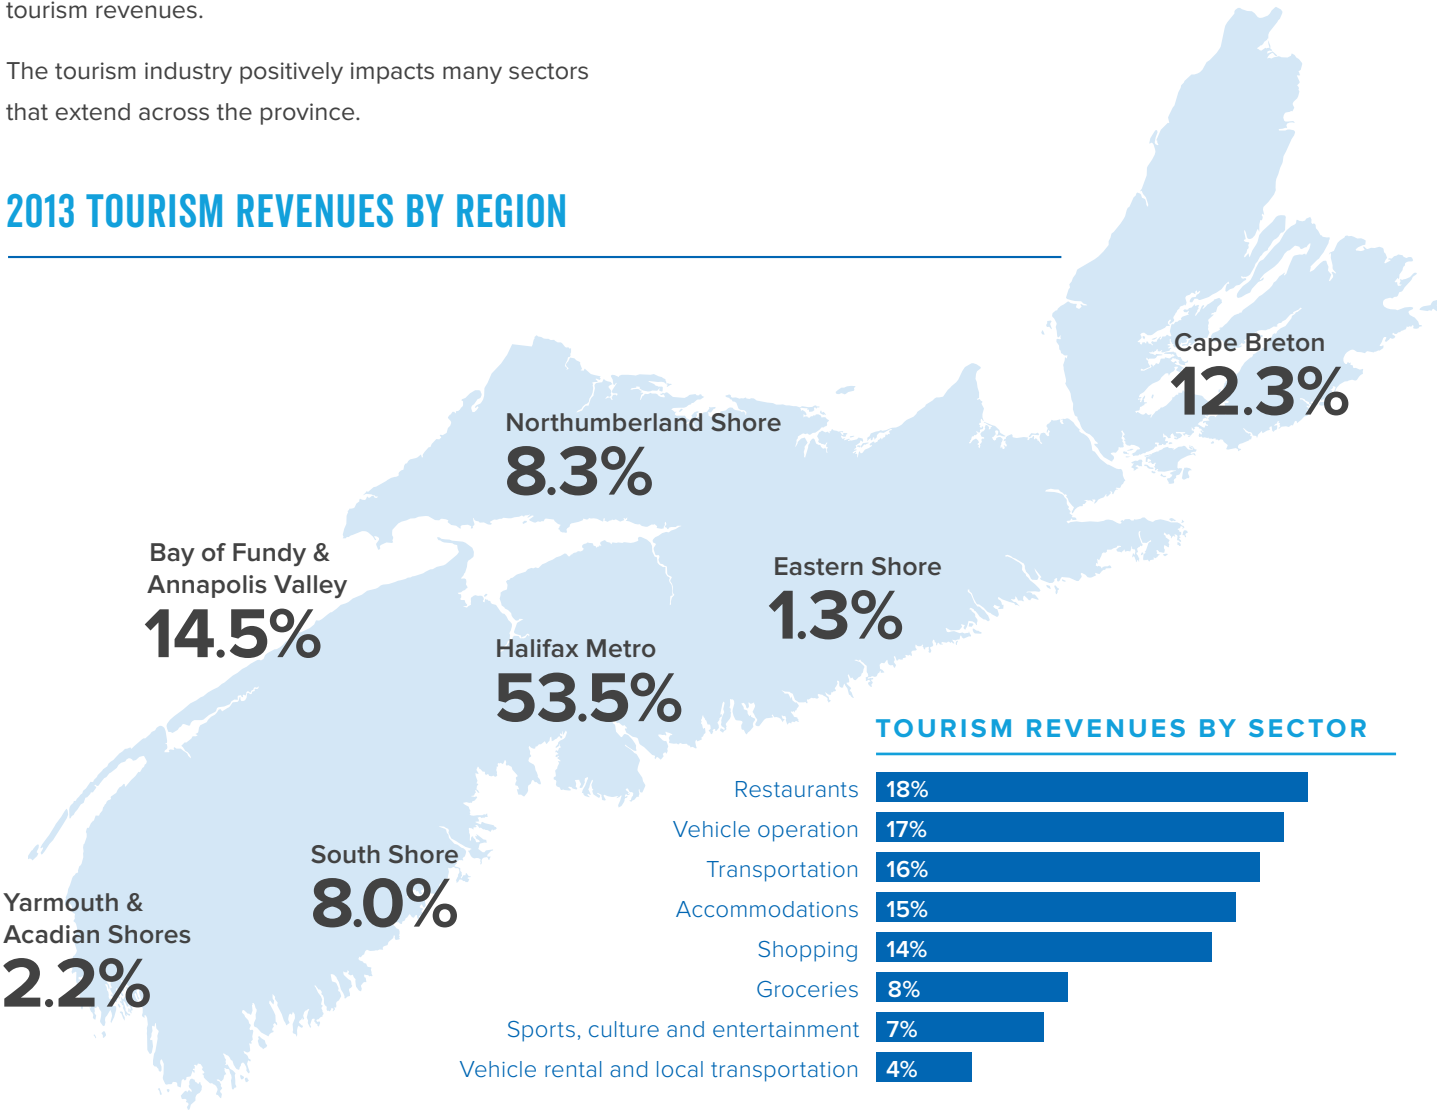 tourism revenues.
The tourism industry positively impacts many sectors
that extend across the province.
2013 TOURISM REVENUES BY REGION
Cape Breton
12.3%
Northumberland Shore
8.3%
Bay of Fundy &
Annapolis Valley
14.5%
Eastern Shore
1.3%
Halifax Metro
53.5%
South Shore
8.0%
Yarmouth &
Acadian Shores
2.2%
TOURISM REVENUES BY SECTOR
Restaurants 18%
Vehicle operation 17%
Transportation 16%
Accommodations 15%
Shopping 14%
Groceries 8%
Sports, culture and entertainment 7%
Vehicle rental and local transportation 4%